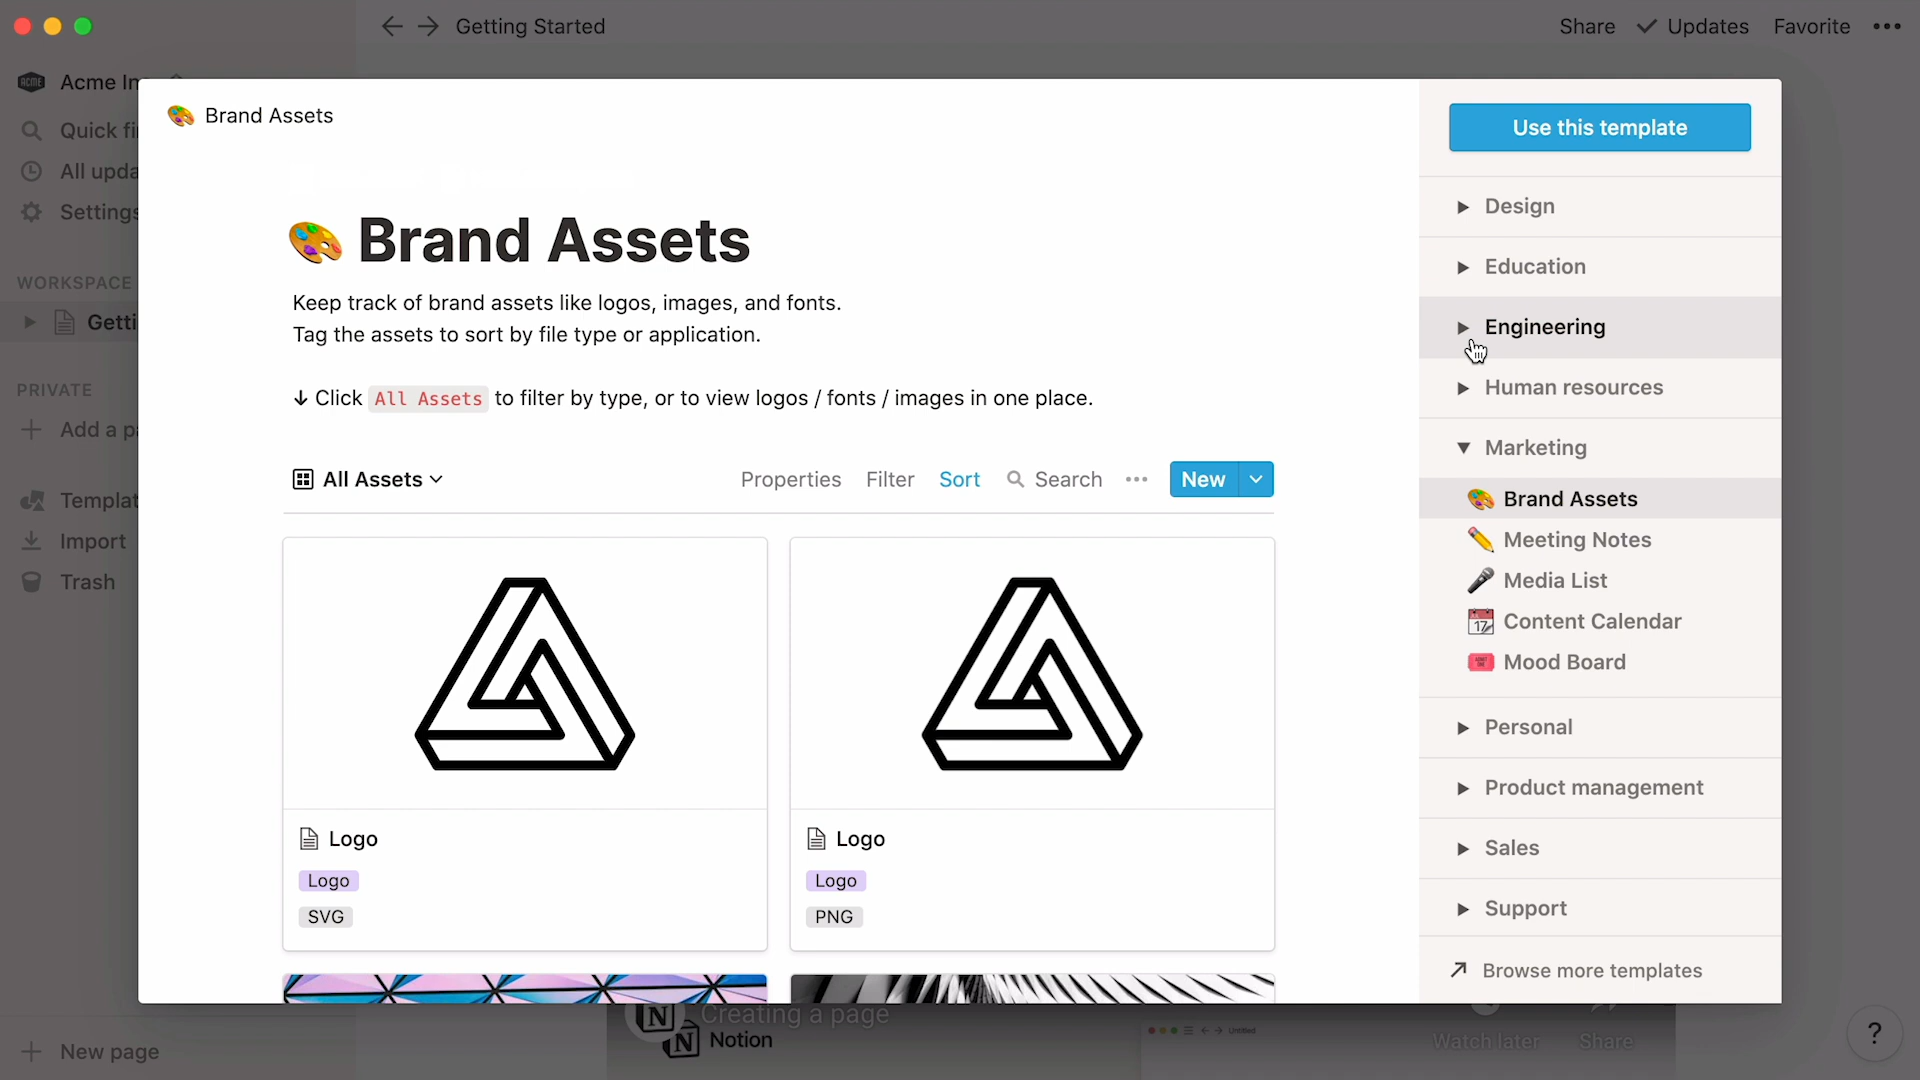 Getting Started
Share
Updates
Favorite
ACME
Acme In
Quick fi
All upda
Settings
WORKSPACE
Getti
PRIVATE
Add a pa
Templat
Import
Trash
New page
Brand Assets
Brand Assets
Keep track of brand assets like logos, images, and fonts.
Tag the assets to sort by file type or application.
↓ Click All Assets to filter by type, or to view logos / fonts / images in one place.
All Assets
Properties
Filter
Sort
Search
New
Logo
Logo
SVG
Logo
Logo
PNG
Use this template
Design
Education
Engineering
Human resources
Marketing
Brand Assets
Meeting Notes
Media List
17
Content Calendar
Mood Board
Personal
Product management
Sales
Support
Browse more templates
Creating a page
Notion
Untitled
Watch later
Share
?